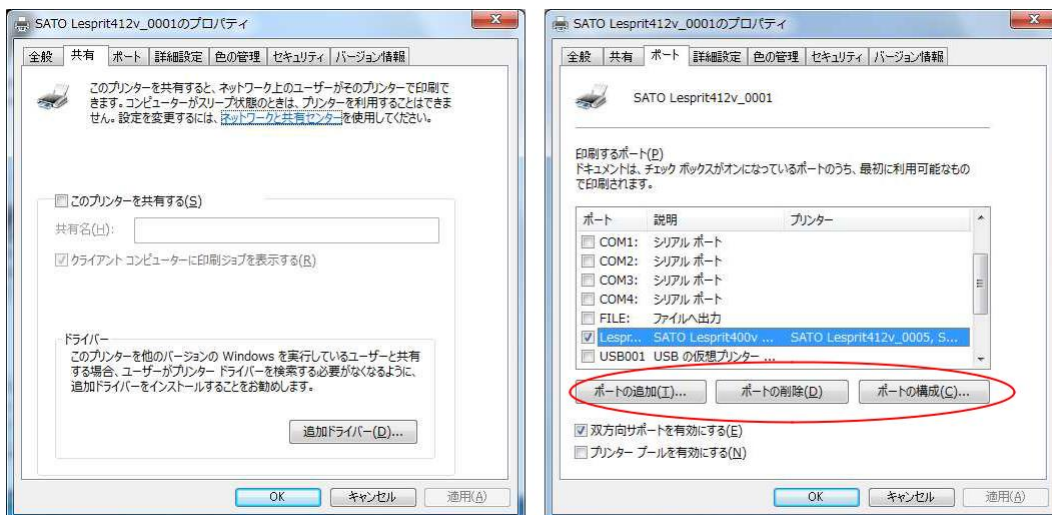 SATO Lesprit412v_0001のプロパティ
全般 共有 ポート 詳細設定 色の管理 セキュリティ バージョン情報
このプリンターを共有すると、ネットワーク上のユーザーがそのプリンターで印刷で
きます。コンピューターがスリープ状態のときは、プリンターを利用することはできま
せん。設定を変更するには、ネットワークと共有センターを使用してください。
このプリンターを共有する(S)
共有名(H):
クライアント コンピューターに印刷ジョブを表示する(R)
ドライバー
このプリンターを他のバージョンの Windows を実行しているユーザーと共有
する場合、ユーザーがプリンター ドライバーを検索する必要がなくなるように、
追加ドライバーをインストールすることをお勧めします。
追加ドライバー(D)...
OK キャンセル 適用(A)
SATO Lesprit412v_0001のプロパティ
全般 共有 ポート 詳細設定 色の管理 セキュリティ バージョン情報
SATO Lesprit412v_0001
印刷するポート(P)
ドキュメントは、チェック ボックスがオンになっているポートのうち、最初に利用可能なもの
で印刷されます。
ポート 説明 プリンター
COM1: シリアル ポート
COM2: シリアル ポート
COM3: シリアル ポート
COM4: シリアル ポート
FILE: ファイルへ出力
Lespr... SATO Lesprit400v ... SATO Lesprit412v_0005, S...
USB001 USB の仮想プリンター ...
ポートの追加(T)... ポートの削除(D) ポートの構成(C)...
双方向サポートを有効にする(E)
プリンター プールを有効にする(N)
OK キャンセル 適用(A)